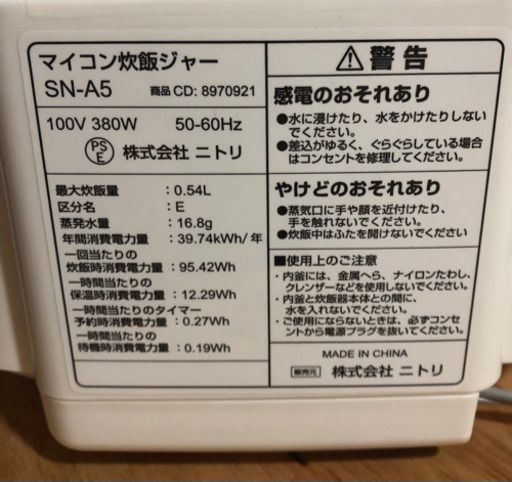 マイコン炊飯ジャー
SN-A5 商品CD: 8970921
100V 380W 50-60Hz
PS
E 株式会社 ニトリ
最大炊飯量 : 0.54L
区分名 : E
蒸発水量 : 16.8g
年間消費電力量 : 39.74kWh/年
一回当たりの
炊飯時消費電力量 : 95.42Wh
一時間当たりの
保温時消費電力量 : 12.29Wh
一時間当たりのタイマー
予約時消費電力量 : 0.27Wh
一時間当たりの
待機時消費電力量 : 0.19Wh
警告
感電のおそれあり
●水に浸けたり、水をかけたりしない
でください。
●差込がゆるく、ぐらぐらしている場合
はコンセントを修理してください。
やけどのおそれあり
●蒸気口に手や顔を近付けたり、
手を触れないでください。
●炊飯中はふたを開けないでください。
■使用上のご注意
・内釜には、金属へら、ナイロンたわし、
クレンザーなどを使用しないでください。
・内釜と炊飯器本体との間に、
水を入れないでください。
・ご使用にならないときは、必ずコンセ
ントから電源プラグを抜いてください。
MADE IN CHINA
販売元 株式会社 ニトリ